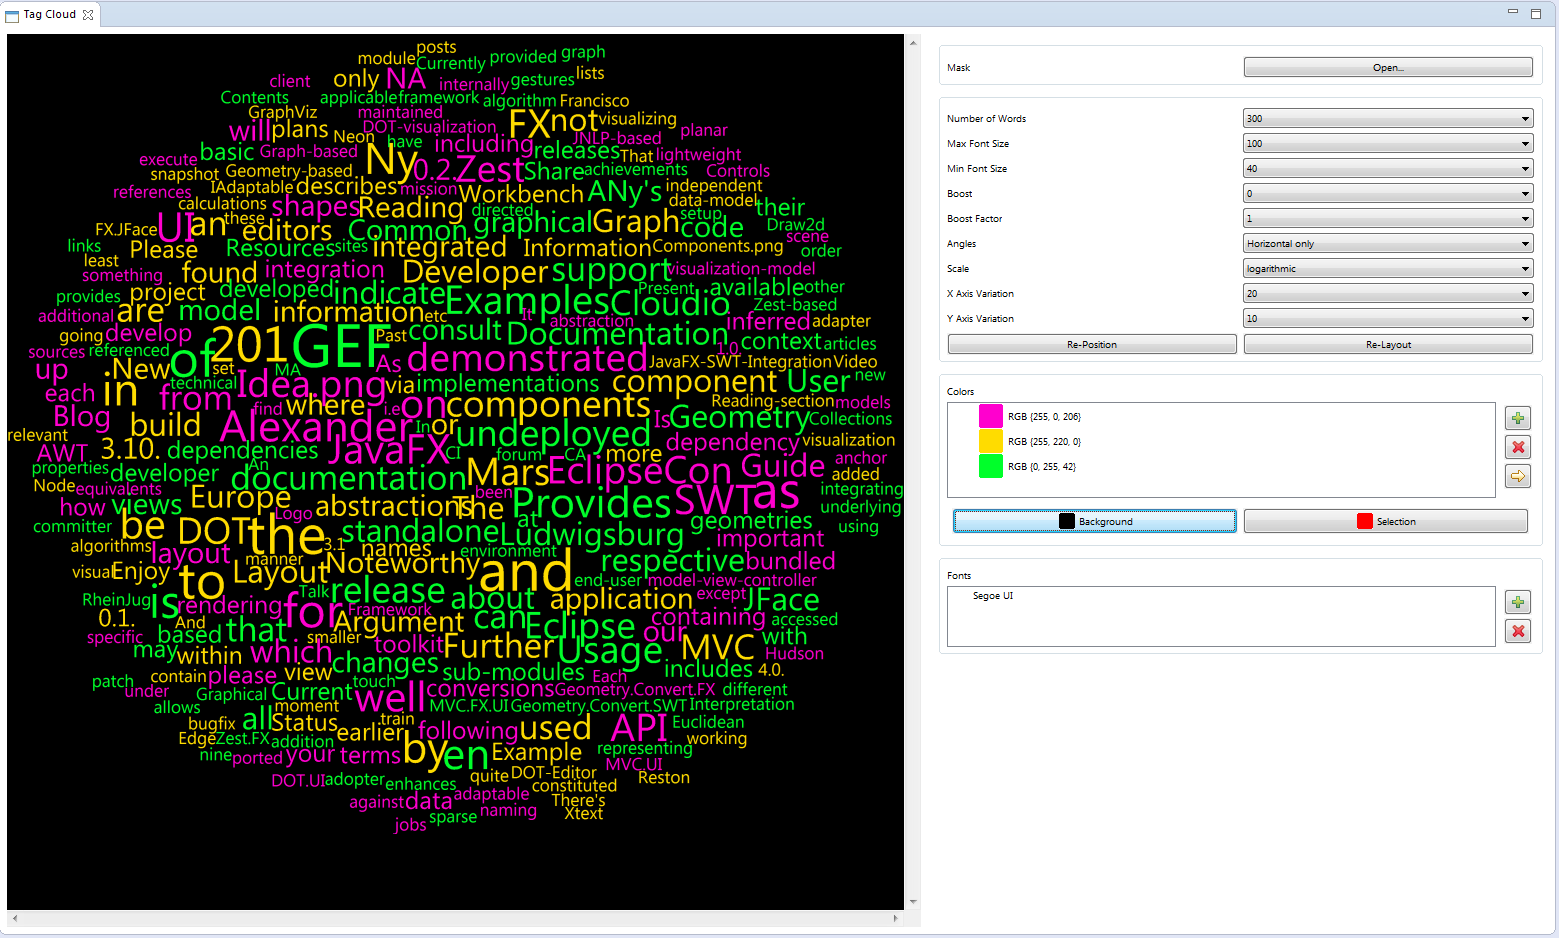 Tag Cloud
posts
module
Currently provided graph
client only NA internally gestures lists
Contents applicable framework algorithm Francisco
GraphViz maintained
will plans Neon DOT-visualization FX not visualizing
have including JNLP-based planar
execute basic Graph-based Ny 0.2. Zest releases That lightweight
snapshot Geometry-based Share achievements Controls
references IAdaptable describes mission Workbench ANy's independent
calculations shapes Reading directed data-model their
FX.JFace UI an these editors Common graphical Graph setup code Draw2d
links Please Resources sites integrated Information Components.png scene order
least
something found integration Developer support visualization-model
provides project developed indicate Examples Cloudio Present available other
additional are model information etc It abstraction Zest-based inferred adapter
going develop 201 GEF Past consult Documentation context articles
sources referenced of set As demonstrated 1.0. JavaFX-SWT-Integration Video
up New technical MA via implementations component User new
each in from Idea.png on components Reading-section models
Blog build find where i.e or Is Geometry Collections
relevant Alexander In undeployed dependency visualization
AWT. 3.10. dependencies JavaFX CI forum CA more anchor
properties developer An documentation Mars EclipseCon Guide added
Node equivalents Europe been SWT as integrating
how views Logo abstractions The Provides underlying
committer be DOT the 3.1 standalone at Ludwigsburg geometries using
algorithms layout manner names environment important
visual Enjoy to Layout Noteworthy and respective bundled
end-user model-view-controller
RheinJug is rendering Talk release about application except JFace
0.1. And for Framework can containing accessed
specific based that smaller Argument Eclipse our with
may within which toolkit Further Usage MVC Hudson
contain please view changes sub-modules Each includes 4.0.
patch under Graphical Current touch well conversions Geometry.Convert.FX different
allows moment MVC.FX.UI Geometry.Convert.SWT Interpretation
bugfix all Status train following used API Euclidean
Edge Zest.FX addition earlier working
nine ported your terms by en Example representing
MVC.UI
DOT.UI adopter enhances quite DOT-Editor Reston
constituted
against data adaptable There's
naming Xtext
jobs sparse
Mask
Open...
Number of Words 300
Max Font Size 100
Min Font Size 40
Boost 0
Boost Factor 1
Angles Horizontal only
Scale logarithmic
X Axis Variation 20
Y Axis Variation 10
Re-Position Re-Layout
Colors
RGB {255, 0, 206}
RGB {255, 220, 0}
RGB {0, 255, 42}
Background Selection
Fonts
Segoe UI